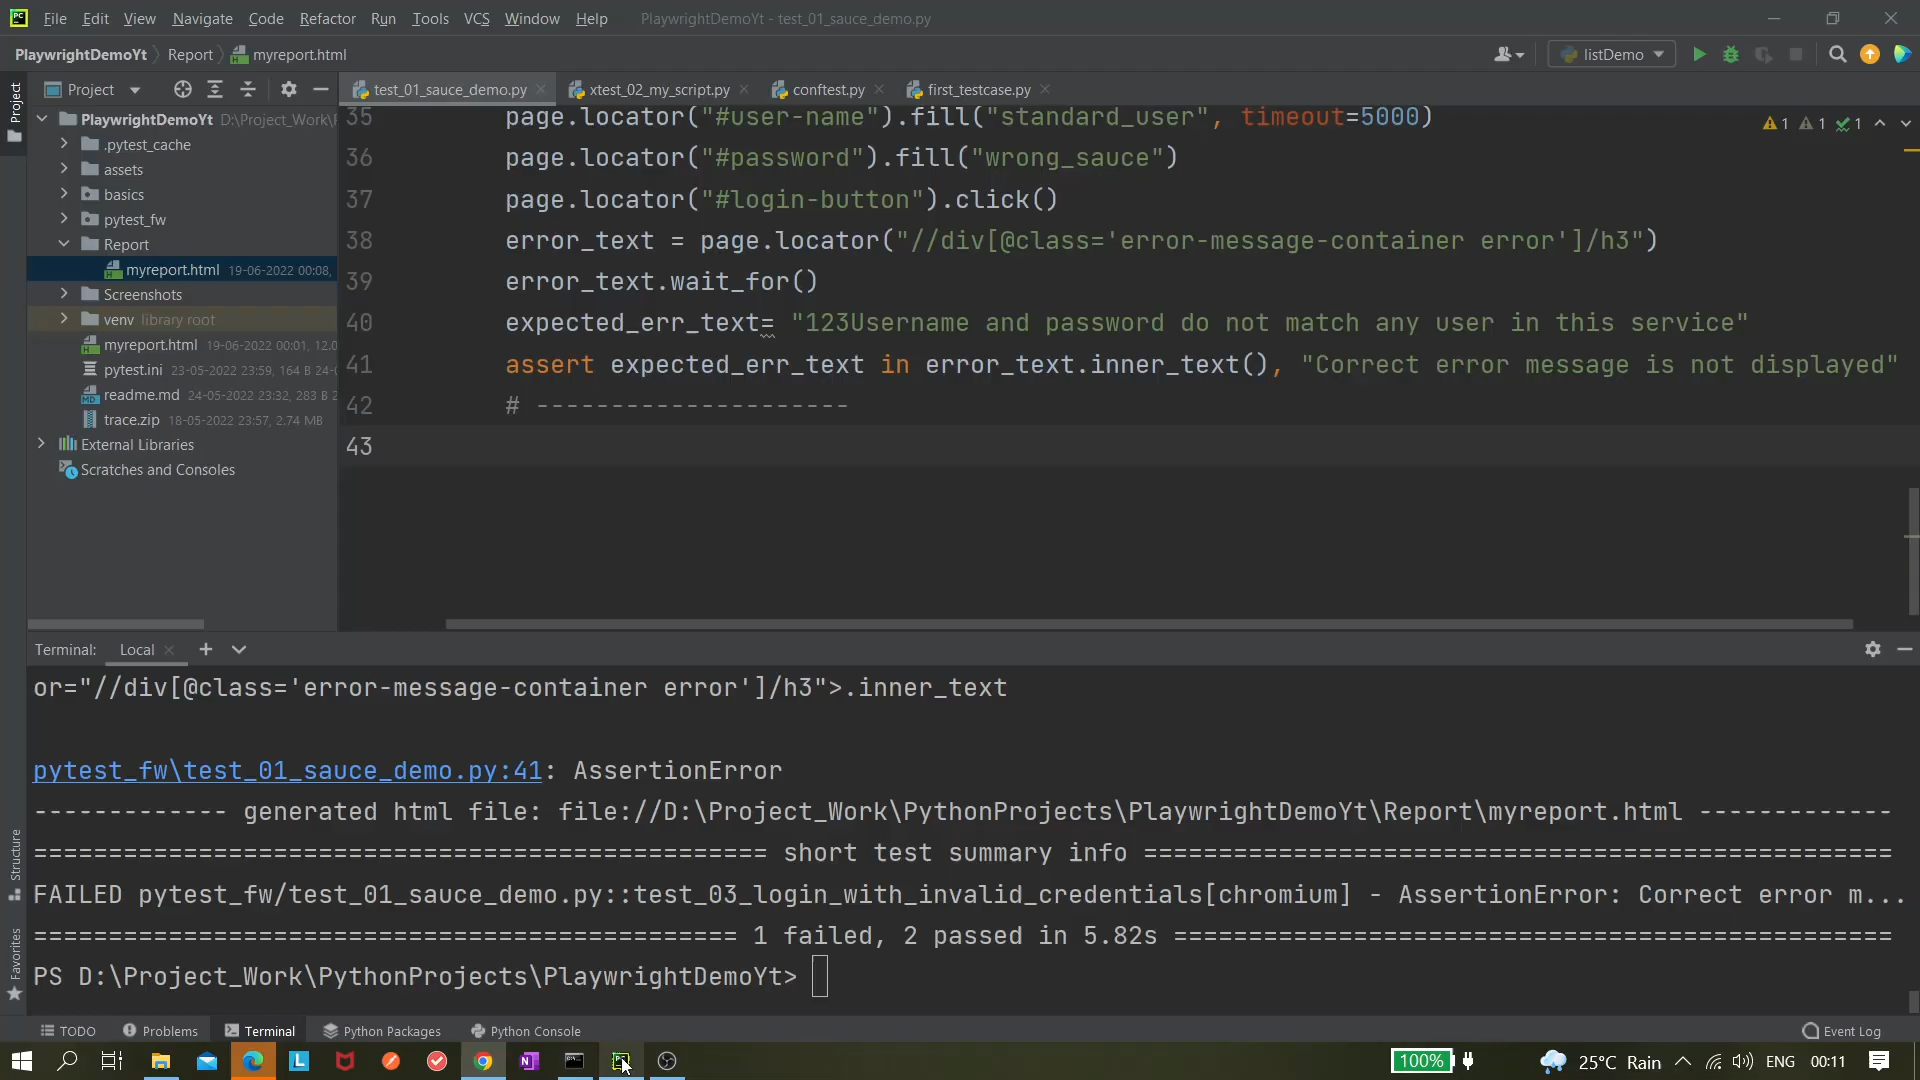 File Edit View Navigate Code Refactor Run Tools VCS Window Help PlaywrightDemoYt - test_01_sauce_demo.py
PlaywrightDemoYt Report myreport.html listDemo
Project test_01_sauce_demo.py xtest_02_my_script.py conftest.py first_testcase.py
Project
PlaywrightDemoYt D:\Project_Work\
.pytest_cache
assets
basics
pytest_fw
Report
myreport.html 19-06-2022 00:08,
Screenshots
venv library root
myreport.html 19-06-2022 00:01, 12.0
pytest.ini 23-05-2022 23:59, 164 B 24-
readme.md 24-05-2022 23:32, 283 B 2
trace.zip 18-05-2022 23:57, 2.74 MB
External Libraries
Scratches and Consoles
1 1 1
35 page.locator("#user-name").fill("standard_user", timeout=5000)
36 page.locator("#password").fill("wrong_sauce")
37 page.locator("#login-button").click()
38 error_text = page.locator("//div[@class='error-message-container error']/h3")
39 error_text.wait_for()
40 expected_err_text= "123Username and password do not match any user in this service"
41 assert expected_err_text in error_text.inner_text(), "Correct error message is not displayed"
42 # ---------------------
43
Terminal: Local
or="//div[@class='error-message-container error']/h3">.inner_text
pytest_fw\test_01_sauce_demo.py:41: AssertionError
------------- generated html file: file://D:\Project_Work\PythonProjects\PlaywrightDemoYt\Report\myreport.html -------------
================================================= short test summary info ==================================================
FAILED pytest_fw/test_01_sauce_demo.py::test_03_login_with_invalid_credentials[chromium] - AssertionError: Correct error m...
=============================================== 1 failed, 2 passed in 5.82s ================================================
PS D:\Project_Work\PythonProjects\PlaywrightDemoYt>
Structure
Favorites
TODO Problems Terminal Python Packages Python Console Event Log
100% 25°C Rain ENG 00:11